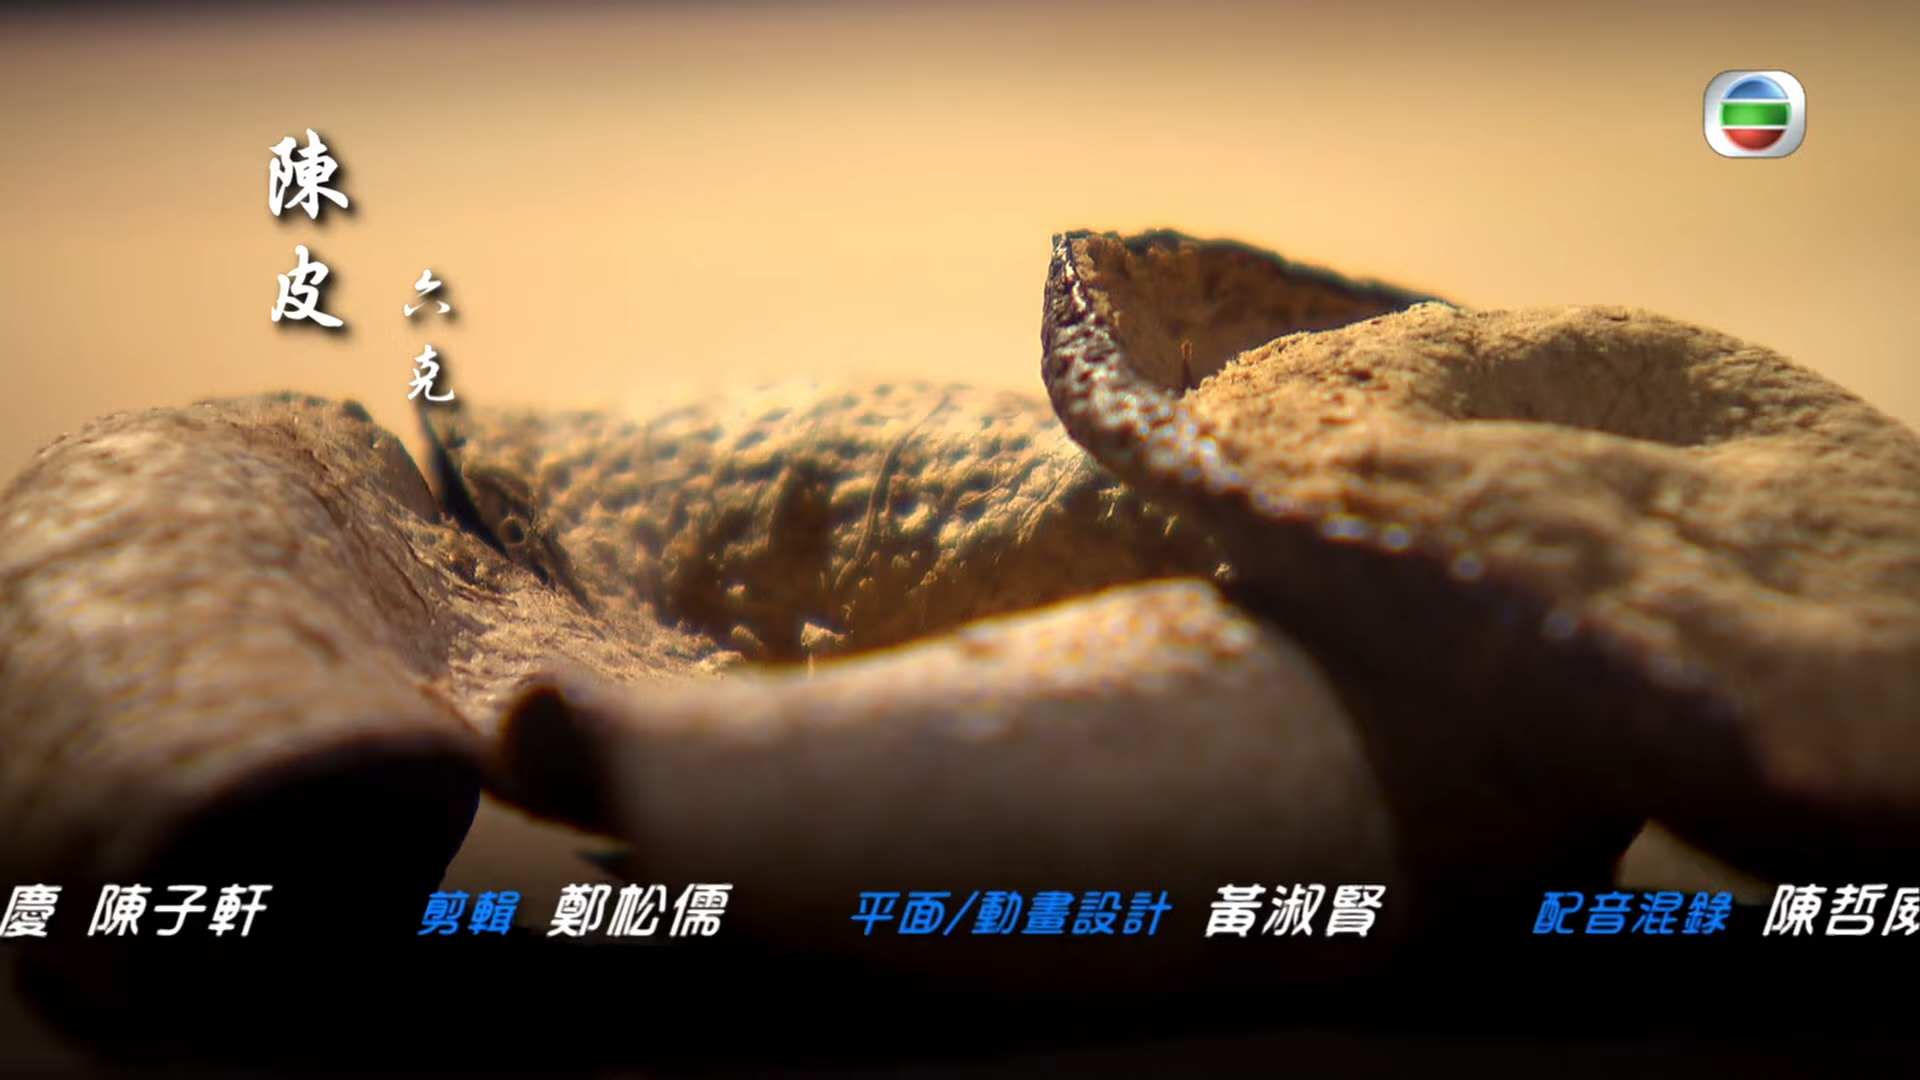 陳皮
六克
慶 陳子軒 剪輯 鄭松儒 平面/動畫設計 黃淑賢 配音混錄 陳哲威